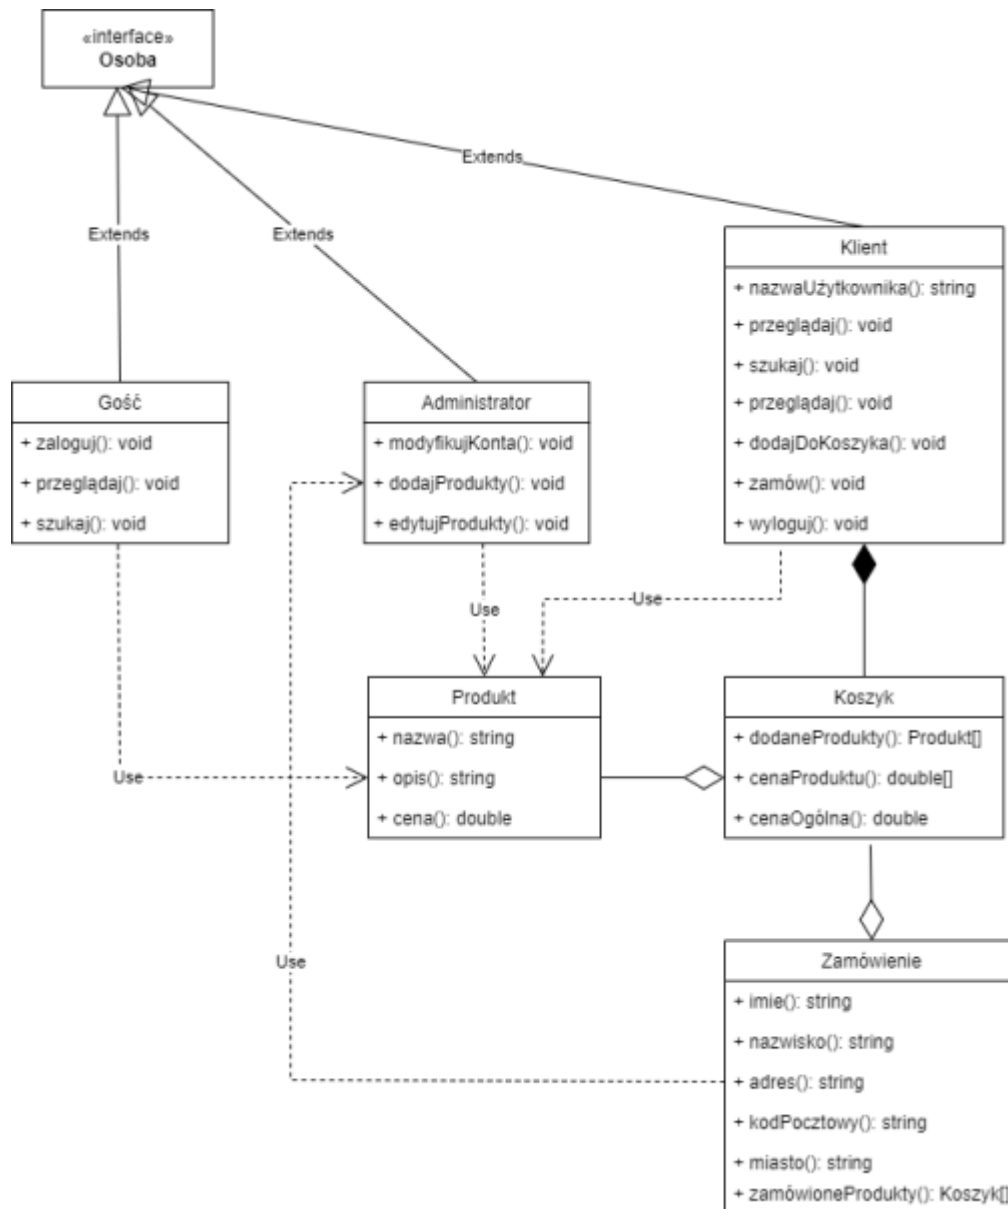 «interface»
Osoba
Extends
Extends
Extends
Klient
+ nazwaUżytkownika(): string
+ przeglądaj(): void
+ szukaj(): void
+ przeglądaj(): void
+ dodajDoKoszyka(): void
+ zamów(): void
+ wyloguj(): void
Gość
+ zaloguj(): void
+ przeglądaj(): void
+ szukaj(): void
Administrator
+ modyfikujKonta(): void
+ dodajProdukty(): void
+ edytujProdukty(): void
Use
Use
Produkt
+ nazwa(): string
+ opis(): string
+ cena(): double
Koszyk
+ dodaneProdukty(): Produkt[]
+ cenaProduktu(): double[]
+ cenaOgólna(): double
Use
Use
Zamówienie
+ imie(): string
+ nazwisko(): string
+ adres(): string
+ kodPocztowy(): string
+ miasto(): string
+ zamówioneProdukty(): Koszyk[]